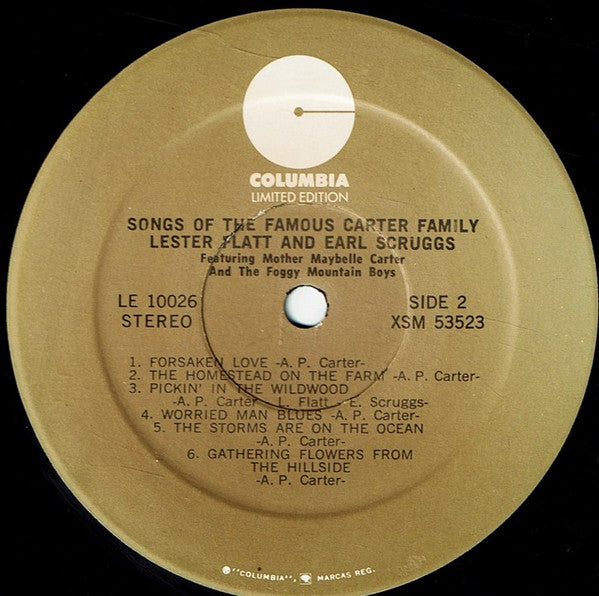 COLUMBIA
LIMITED EDITION
SONGS OF THE FAMOUS CARTER FAMILY
LESTER FLATT AND EARL SCRUGGS
Featuring Mother Maybelle Carter
And The Foggy Mountain Boys
LE 10026
STEREO
SIDE 2
XSM 53523
1. FORSAKEN LOVE -A. P. Carter-
2. THE HOMESTEAD ON THE FARM -A. P. Carter-
3. PICKIN' IN THE WILDWOOD
-A. P. Carter - L. Flatt - E. Scruggs-
4. WORRIED MAN BLUES -A. P. Carter-
5. THE STORMS ARE ON THE OCEAN
-A. P. Carter-
6. GATHERING FLOWERS FROM
THE HILLSIDE
-A. P. Carter-
℗ "COLUMBIA", MARCAS REG.